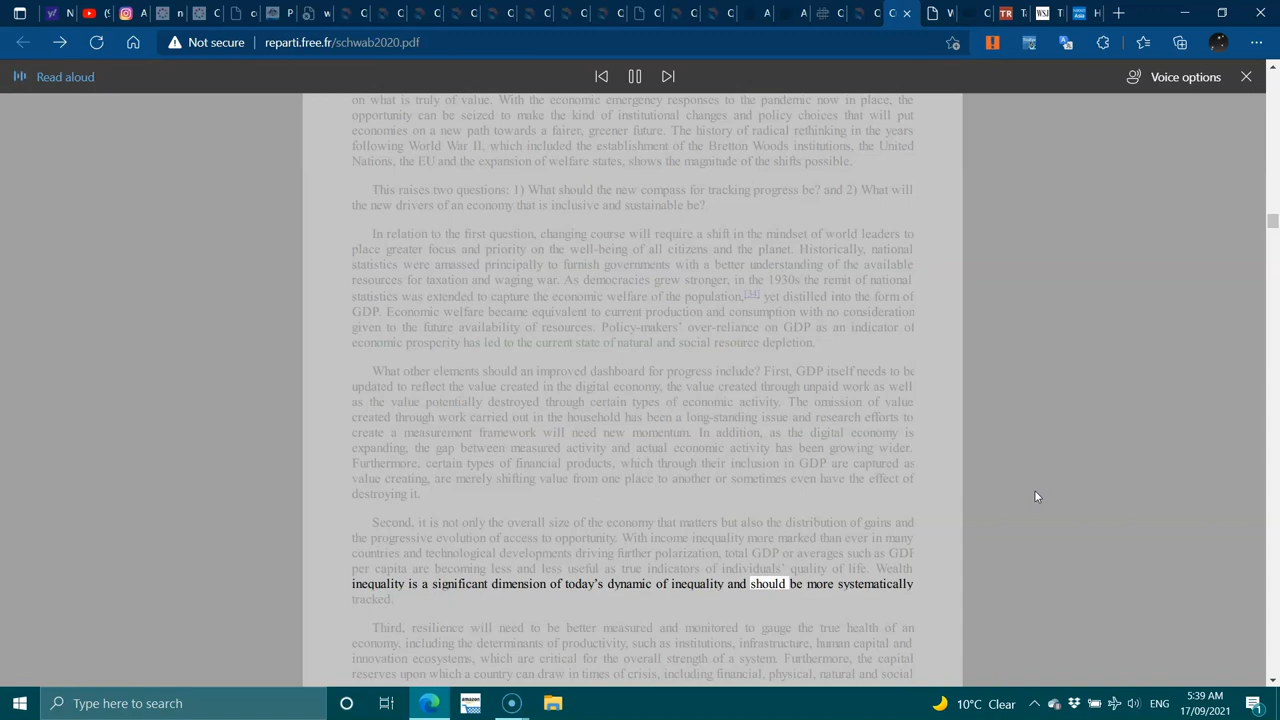 Not secure
reparti.free.fr/schwab2020.pdf
Read aloud
Voice options
on what is truly of value. With the economic emergency responses to the pandemic now in place, the
opportunity can be seized to make the kind of institutional changes and policy choices that will put
economies on a new path towards a fairer, greener future. The history of radical rethinking in the years
following World War II, which included the establishment of the Bretton Woods institutions, the United
Nations, the EU and the expansion of welfare states, shows the magnitude of the shifts possible.
This raises two questions: 1) What should the new compass for tracking progress be? and 2) What will
the new drivers of an economy that is inclusive and sustainable be?
In relation to the first question, changing course will require a shift in the mindset of world leaders to
place greater focus and priority on the well-being of all citizens and the planet. Historically, national
statistics were amassed principally to furnish governments with a better understanding of the available
resources for taxation and waging war. As democracies grew stronger, in the 1930s the remit of national
statistics was extended to capture the economic welfare of the population,[34] yet distilled into the form of
GDP. Economic welfare became equivalent to current production and consumption with no consideration
given to the future availability of resources. Policy-makers' over-reliance on GDP as an indicator of
economic prosperity has led to the current state of natural and social resource depletion.
What other elements should an improved dashboard for progress include? First, GDP itself needs to be
updated to reflect the value created in the digital economy, the value created through unpaid work as well
as the value potentially destroyed through certain types of economic activity. The omission of value
created through work carried out in the household has been a long-standing issue and research efforts to
create a measurement framework will need new momentum. In addition, as the digital economy is
expanding, the gap between measured activity and actual economic activity has been growing wider.
Furthermore, certain types of financial products, which through their inclusion in GDP are captured as
value creating, are merely shifting value from one place to another or sometimes even have the effect of
destroying it.
Second, it is not only the overall size of the economy that matters but also the distribution of gains and
the progressive evolution of access to opportunity. With income inequality more marked than ever in many
countries and technological developments driving further polarization, total GDP or averages such as GDP
per capita are becoming less and less useful as true indicators of individuals' quality of life. Wealth
inequality is a significant dimension of today's dynamic of inequality and should be more systematically
tracked.
Third, resilience will need to be better measured and monitored to gauge the true health of an
economy, including the determinants of productivity, such as institutions, infrastructure, human capital and
innovation ecosystems, which are critical for the overall strength of a system. Furthermore, the capital
reserves upon which a country can draw in times of crisis, including financial, physical, natural and social
Type here to search
10°C Clear
ENG
5:39 AM
17/09/2021